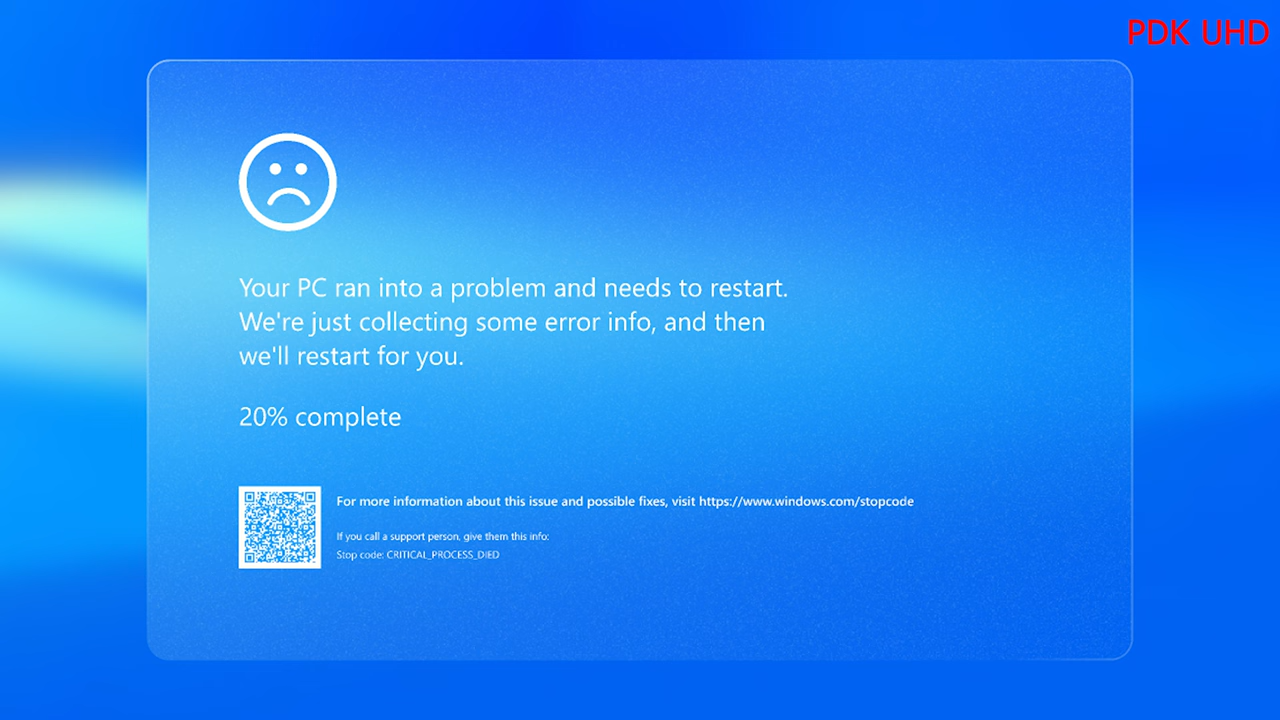 PDK UHD
Your PC ran into a problem and needs to restart.
We're just collecting some error info, and then
we'll restart for you.
20% complete
For more information about this issue and possible fixes, visit https://www.windows.com/stopcode
If you call a support person, give them this info:
Stop code: CRITICAL_PROCESS_DIED